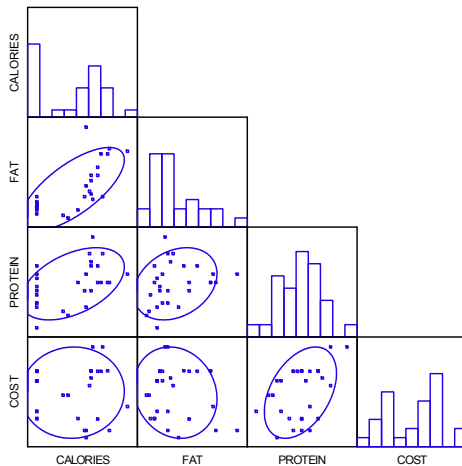 CALORIES
FAT
PROTEIN
COST
CALORIES FAT PROTEIN COST